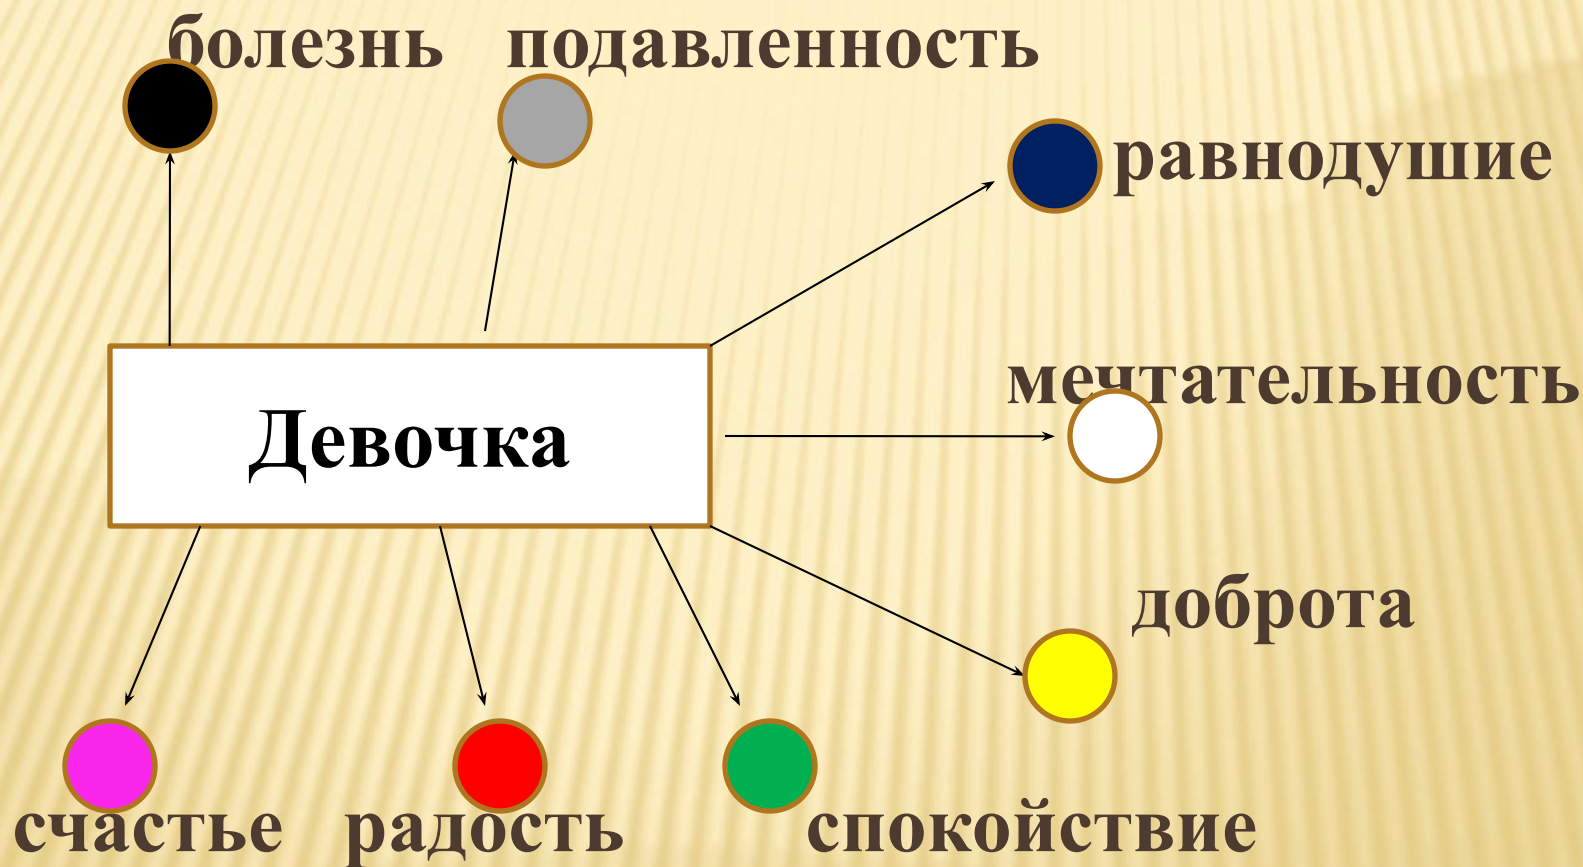 болезнь подавленность
равнодушие
мечтательность
Девочка
доброта
счастье радость спокойствие